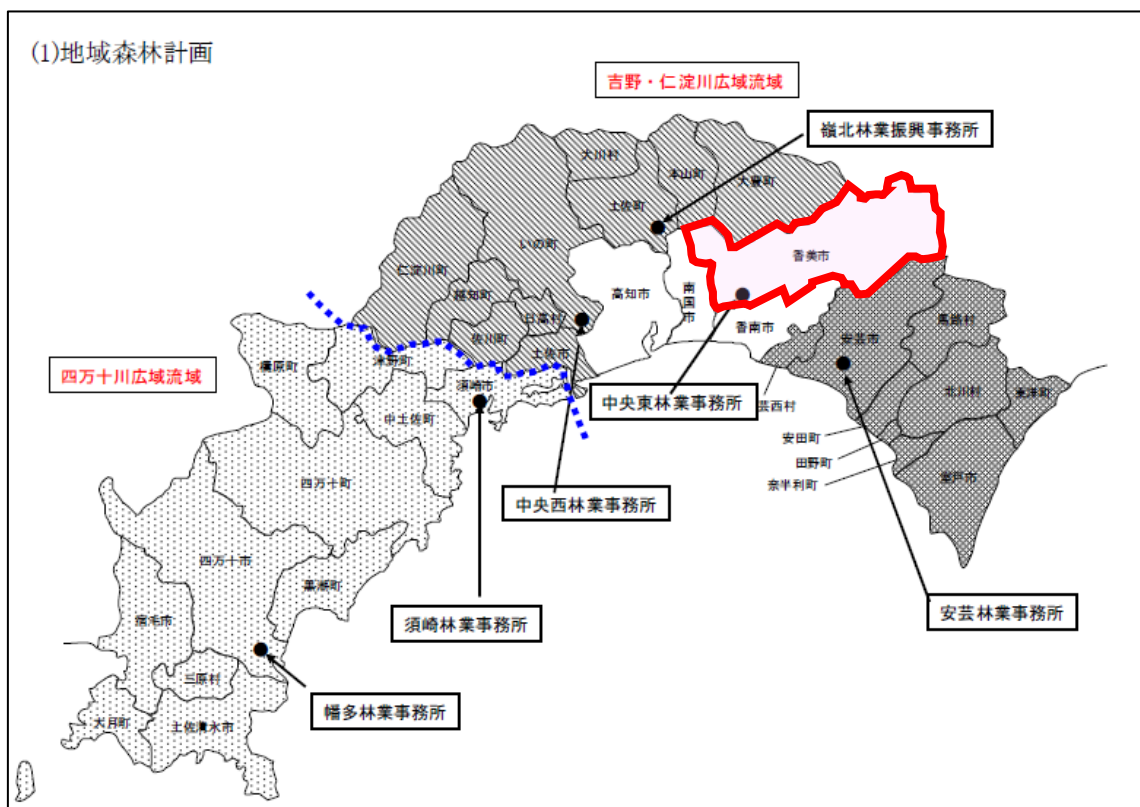 (1)地域森林計画
吉野・仁淀川広域流域
嶺北林業振興事務所
大川村
本山町
大豊町
土佐町
いの町
香美市
仁淀川町
高知市
南国市
越知町
日高村
香南市
馬路村
佐川町
土佐市
安芸市
津野町
梼原町
四万十川広域流域
須崎市
中央東林業事務所
北川村
東洋町
芸西村
中土佐町
安田町
田野町
奈半利町
室戸市
四万十町
中央西林業事務所
四万十市
黒潮町
宿毛市
須崎林業事務所
安芸林業事務所
三原村
幡多林業事務所
大月町
土佐清水市